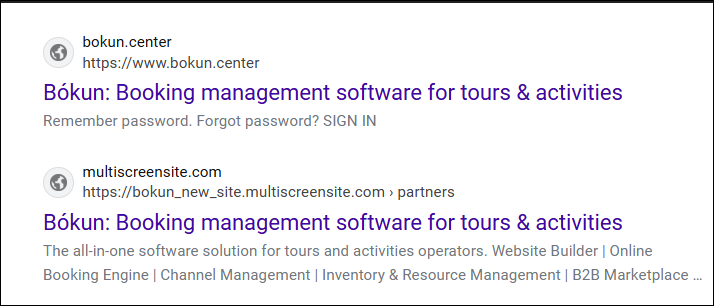 bokun.center
https://www.bokun.center
Bókun: Booking management software for tours & activities
Remember password. Forgot password? SIGN IN
multiscreensite.com
https://bokun_new_site.multiscreensite.com › partners
Bókun: Booking management software for tours & activities
The all-in-one software solution for tours and activities operators. Website Builder | Online
Booking Engine | Channel Management | Inventory & Resource Management | B2B Marketplace ...